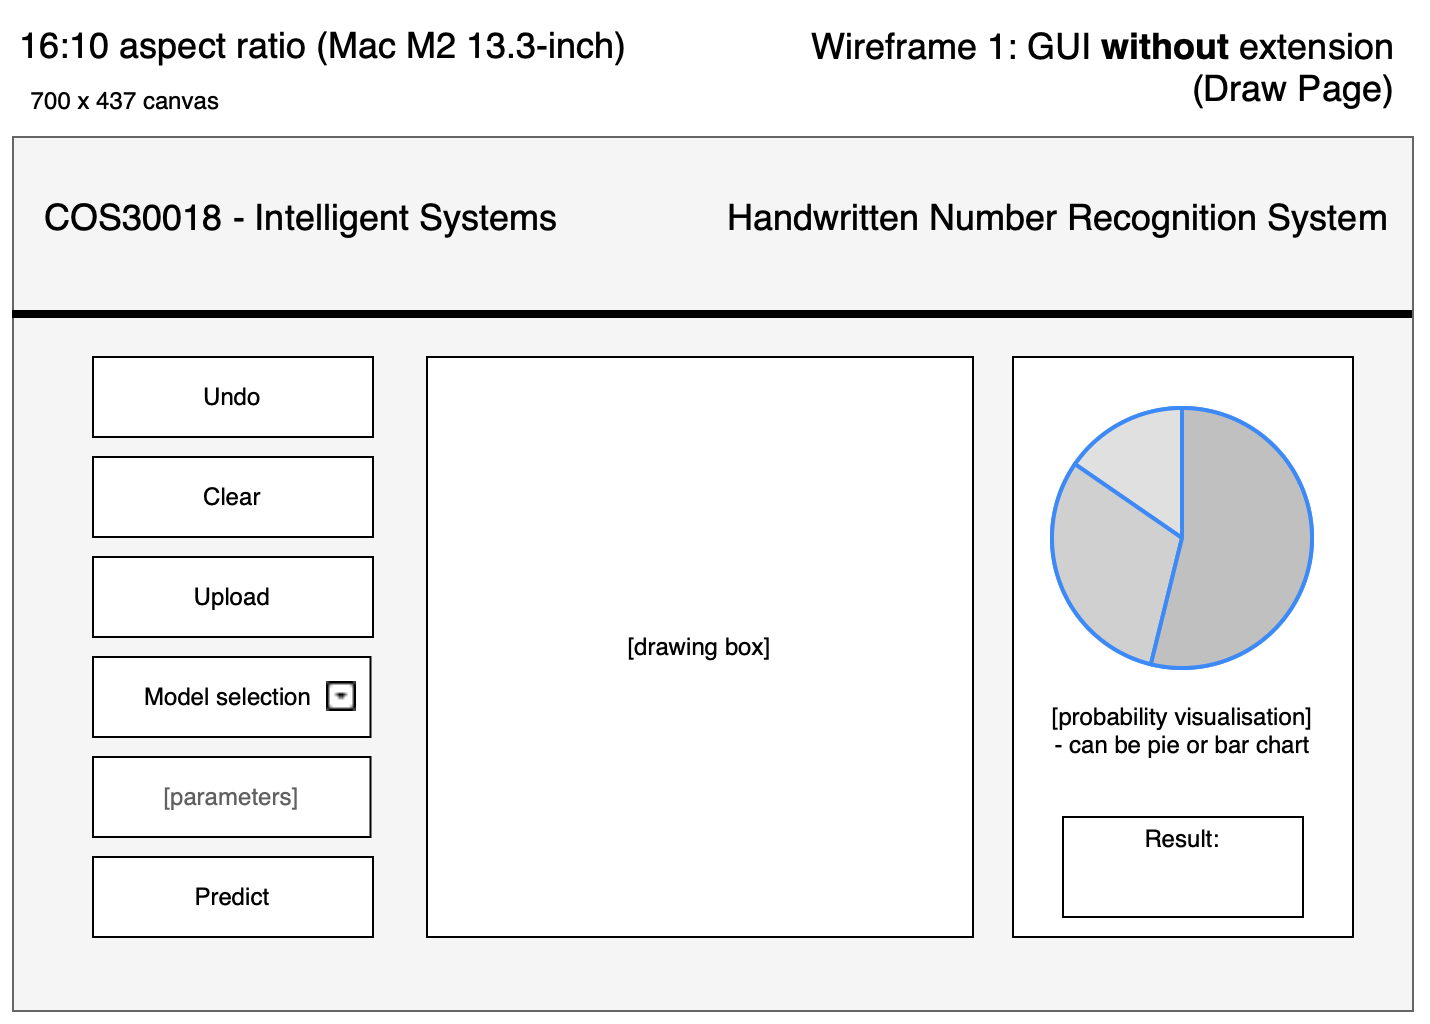 16:10 aspect ratio (Mac M2 13.3-inch)
700 x 437 canvas
Wireframe 1: GUI without extension
(Draw Page)
COS30018 - Intelligent Systems
Handwritten Number Recognition System
Undo
Clear
Upload
Model selection
[parameters]
Predict
[drawing box]
[probability visualisation]
- can be pie or bar chart
Result: